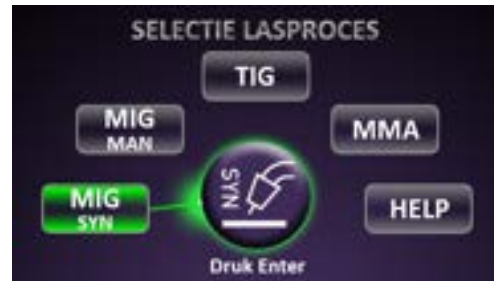 SELECTIE LASPROCES
TIG
MIG
MAN
MMA
MIG
SYN
SYN
HELP
Druk Enter